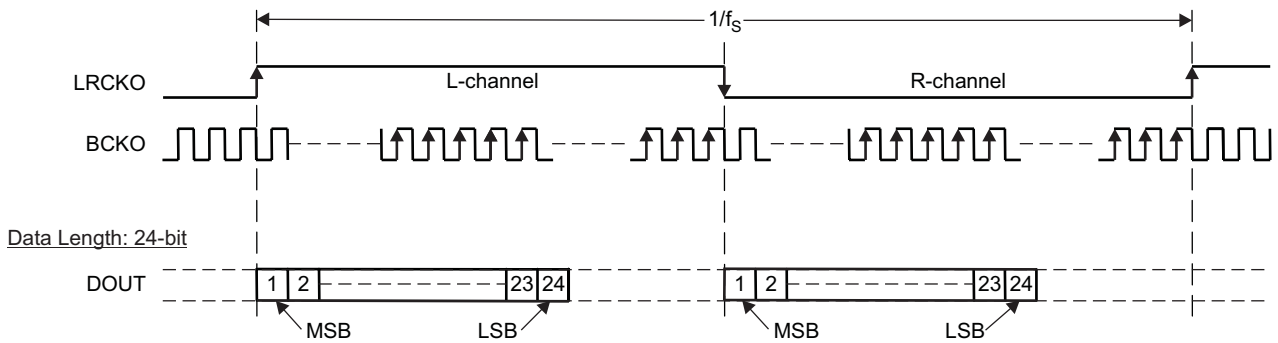 1/fS
LRCKO L-channel R-channel
BCKO
Data Length: 24-bit
DOUT 1 2 23 24 1 2 23 24
MSB LSB MSB LSB